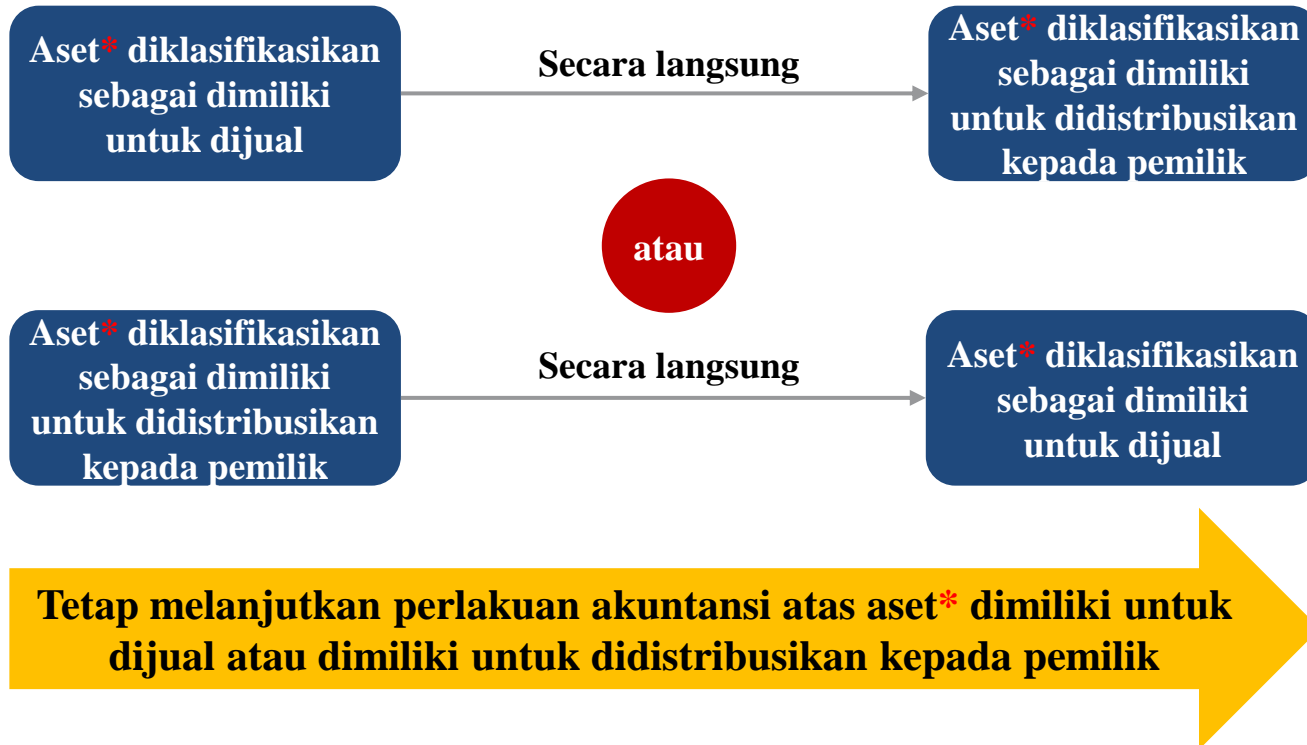 Aset* diklasifikasikan
sebagai dimiliki
untuk dijual
Secara langsung
Aset* diklasifikasikan
sebagai dimiliki
untuk didistribusikan
kepada pemilik
atau
Aset* diklasifikasikan
sebagai dimiliki
untuk didistribusikan
kepada pemilik
Secara langsung
Aset* diklasifikasikan
sebagai dimiliki
untuk dijual
Tetap melanjutkan perlakuan akuntansi atas aset* dimiliki untuk
dijual atau dimiliki untuk didistribusikan kepada pemilik